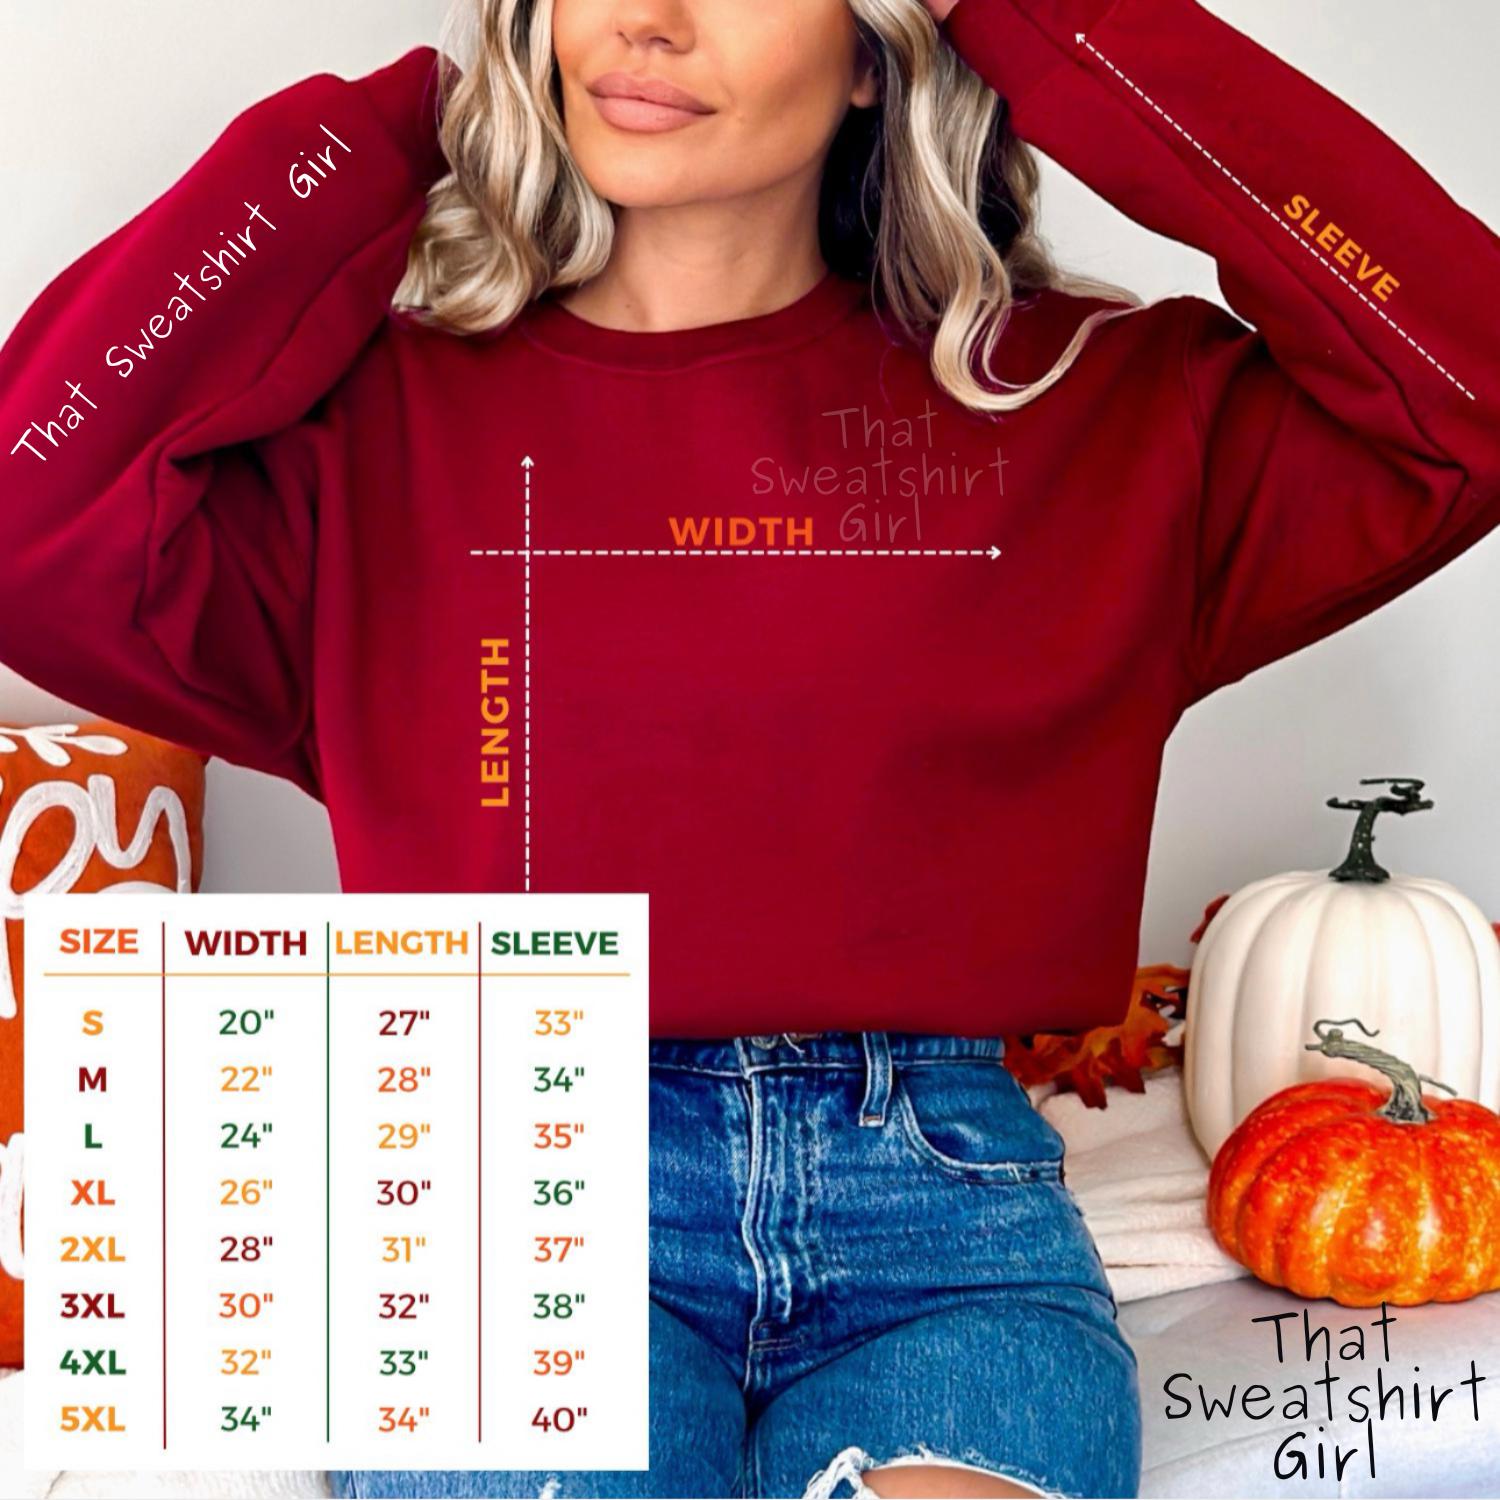 That Sweatshirt Girl
SLEEVE
That
Sweatshirt
Girl
WIDTH
LENGTH
py
SIZE WIDTH LENGTH SLEEVE
S 20" 27" 33"
M 22" 28" 34"
L 24" 29" 35"
XL 26" 30" 36"
2XL 28" 31" 37"
3XL 30" 32" 38"
4XL 32" 33" 39"
5XL 34" 34" 40"
That
Sweatshirt
Girl